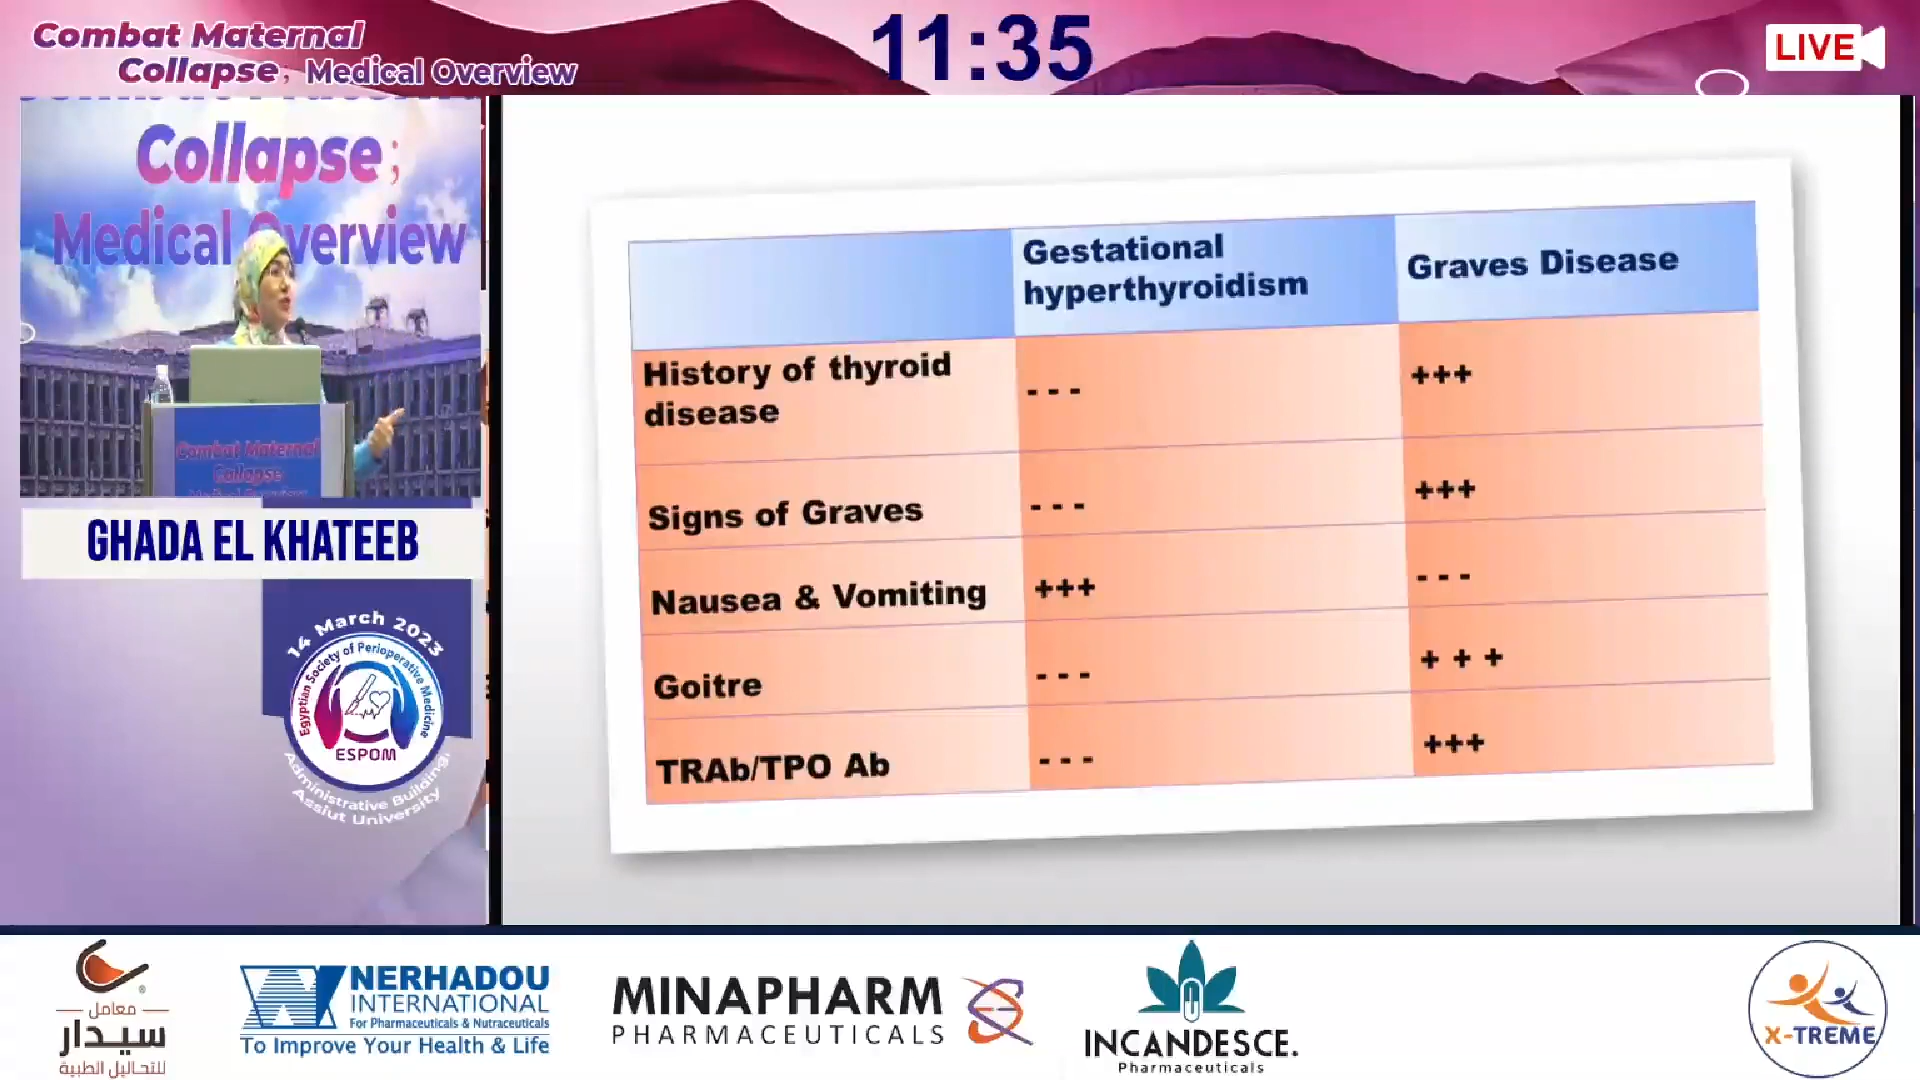 Combat Maternal
Collapse; Medical Overview
11:35
LIVE
Collapse;
Medical Overview
Combat Maternal
Collapse
GHADA EL KHATEEB
14 March 2023
Egyptian Society of Perioperative Medicine
ESPOM
Administrative Building,
Assiut University
Gestational
hyperthyroidism
Graves Disease
History of thyroid
disease
- - -
+++
Signs of Graves
- - -
+++
Nausea & Vomiting
+++
- - -
Goitre
- - -
+ + +
TRAb/TPO Ab
- - -
+++
معامل
سيدار
للتحاليل الطبية
NERHADOU
INTERNATIONAL
For Pharmaceuticals & Nutraceuticals
To Improve Your Health & Life
MINAPHARM
PHARMACEUTICALS
INCANDESCE.
Pharmaceuticals
X-TREME